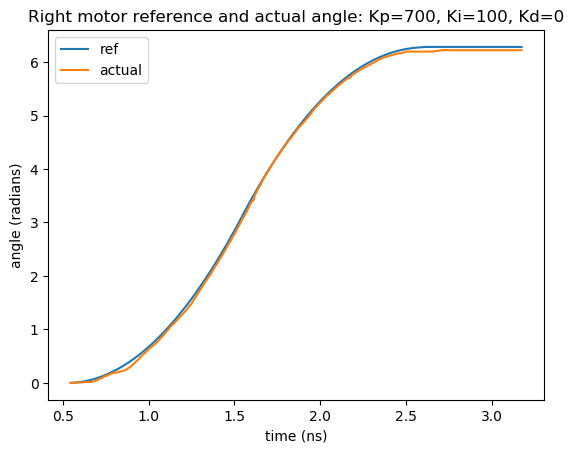 Right motor reference and actual angle: Kp=700, Ki=100, Kd=0
ref
actual
angle (radians)
6
5
4
3
2
1
0
0.5 1.0 1.5 2.0 2.5 3.0
time (ns)